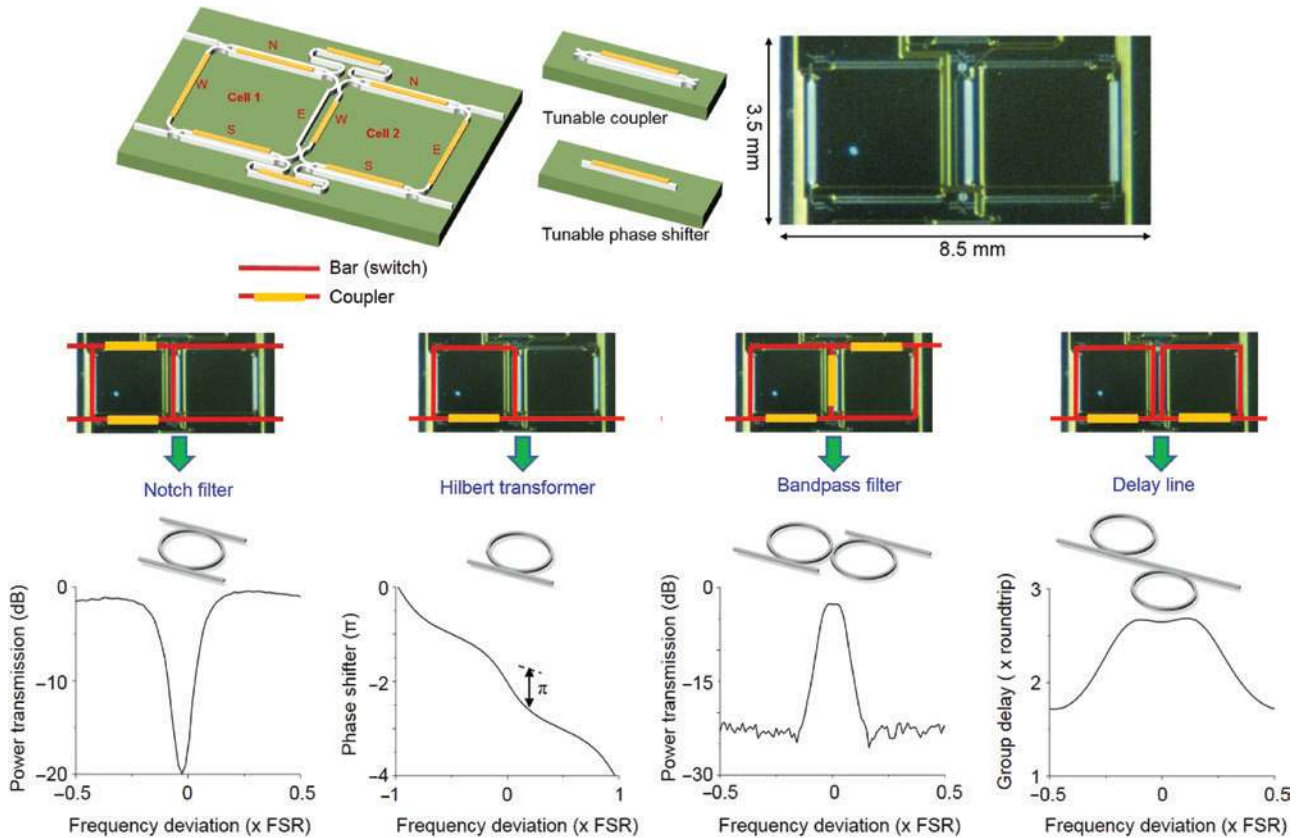 N
W
Cell 1
S
E
W
N
Cell 2
S
E
Tunable coupler
Tunable phase shifter
3.5 mm
8.5 mm
Bar (switch)
Coupler
Notch filter
Hilbert transformer
Bandpass filter
Delay line
Power transmission (dB)
0
−10
−20
−0.5
0
0.5
Frequency deviation (x FSR)
Phase shifter (π)
0
−2
−4
π
−1
0
1
Frequency deviation (x FSR)
Power transmission (dB)
0
−15
−30
−0.5
0
0.5
Frequency deviation (x FSR)
Group delay ( x roundtrip)
3
2
1
−0.5
0
0.5
Frequency deviation (x FSR)